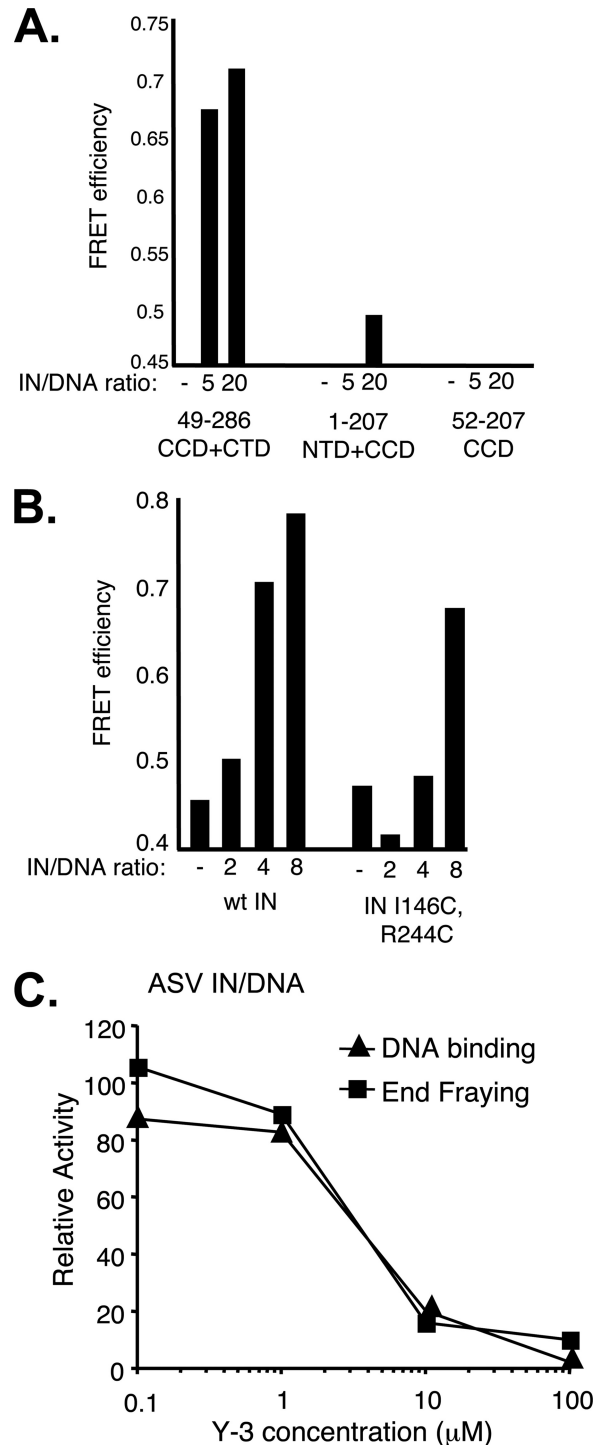 A.
FRET efficiency
0.75
0.7
0.65
0.6
0.55
0.5
0.45
IN/DNA ratio: - 5 20 - 5 20 - 5 20
49-286 1-207 52-207
CCD+CTD NTD+CCD CCD
B.
FRET efficiency
0.8
0.7
0.6
0.5
0.4
IN/DNA ratio: - 2 4 8 - 2 4 8
wt IN IN I146C,
R244C
C.
ASV IN/DNA
Relative Activity
120
100
80
60
40
20
0
DNA binding
End Fraying
0.1 1 10 100
Y-3 concentration (μM)